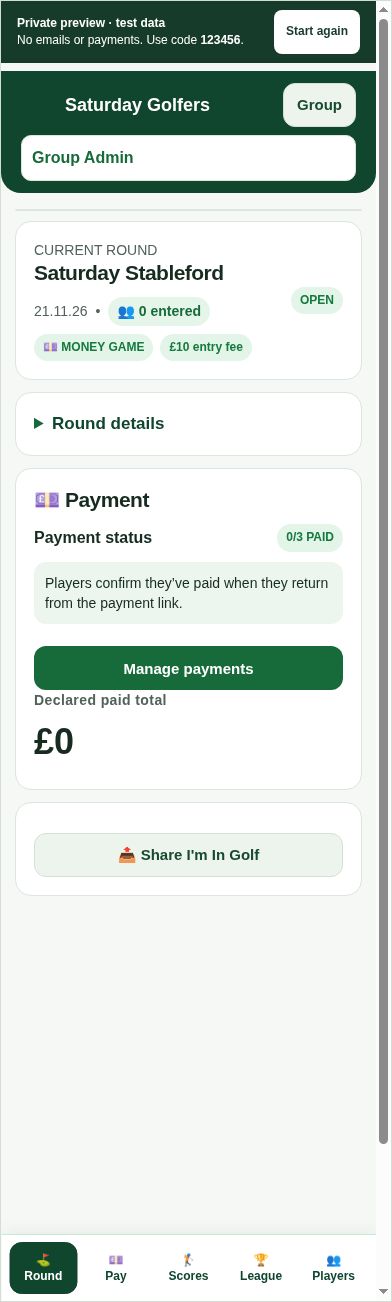 Private preview · test data
No emails or payments. Use code 123456.
Start again
Saturday Golfers
Group
Group Admin
CURRENT ROUND
Saturday Stableford
21.11.26 • 👥 0 entered
OPEN
💷 MONEY GAME £10 entry fee
▶ Round details
💷 Payment
Payment status
0/3 PAID
Players confirm they’ve paid when they return
from the payment link.
Manage payments
Declared paid total
£0
📤 Share I'm In Golf
Round
Pay
Scores
League
Players